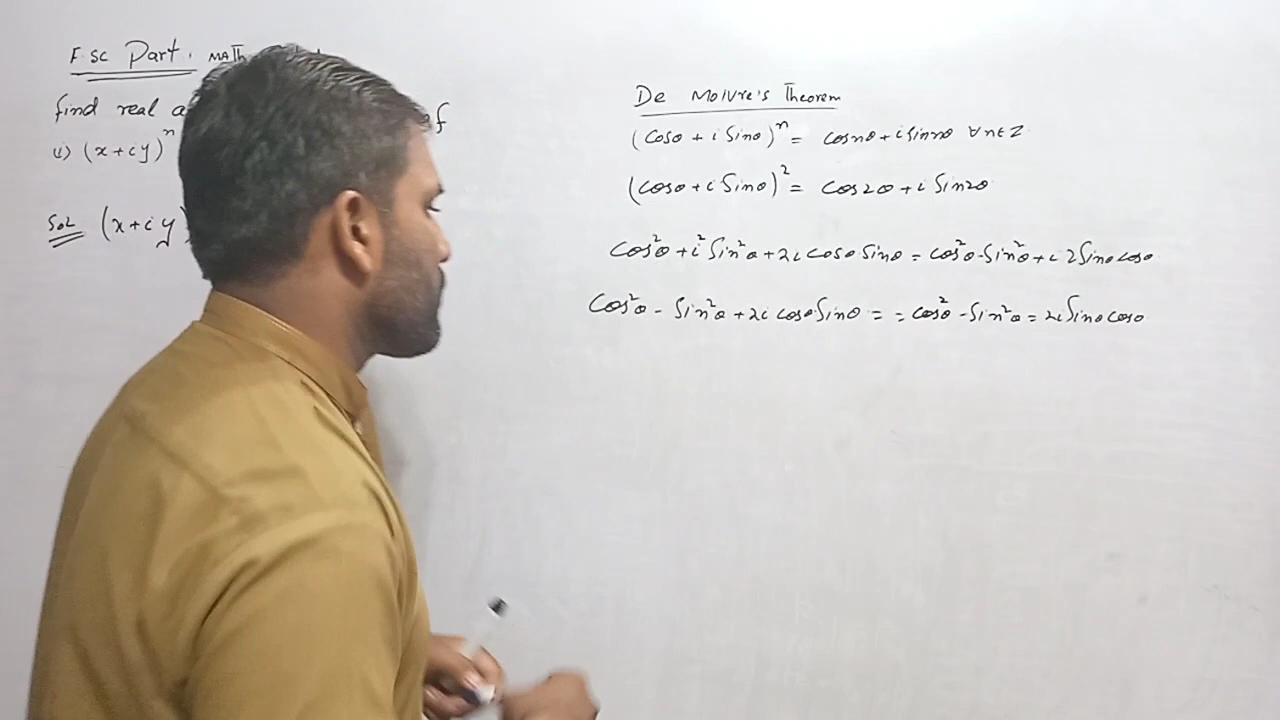 F.sc Part. MATH
find real
(i) (x+iy)^n
Sol (x+iy)
De Moivre's Theorem
(Cosθ + i Sinθ)^n = cosnθ + i Sinnθ ∀ n∈Z
(cosθ + i Sinθ)^2 = Cos2θ + i Sin2θ
Cos²θ + i² Sin²θ + 2i cosθ Sinθ = cos²θ - Sin²θ + i 2 Sinθ cosθ
Cos²θ - Sin²θ + 2i cosθ Sinθ = = cos²θ - Sin²θ = 2i Sinθ cosθ